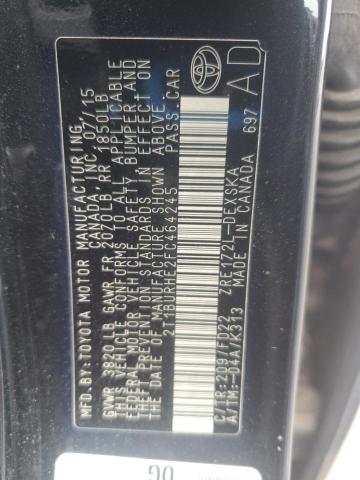 MFD.BY:TOYOTA MOTOR MANUFACTURING
CANADA, INC. 07/15
GVWR 3820LB GAWR FR 2070LB RR 1850LB
THIS VEHICLE CONFORMS TO ALL APPLICABLE
FEDERAL MOTOR VEHICLE SAFETY, BUMPER, AND
THEFT PREVENTION STANDARDS IN EFFECT ON
THE DATE OF MANUFACTURE SHOWN ABOVE.
2T1BURHE2FC464245 PASS.CAR
C/TR:209/FD22 ZRE172L-DEXSKA
A/TM:-04A/K313 MADE IN CANADA
697
AD